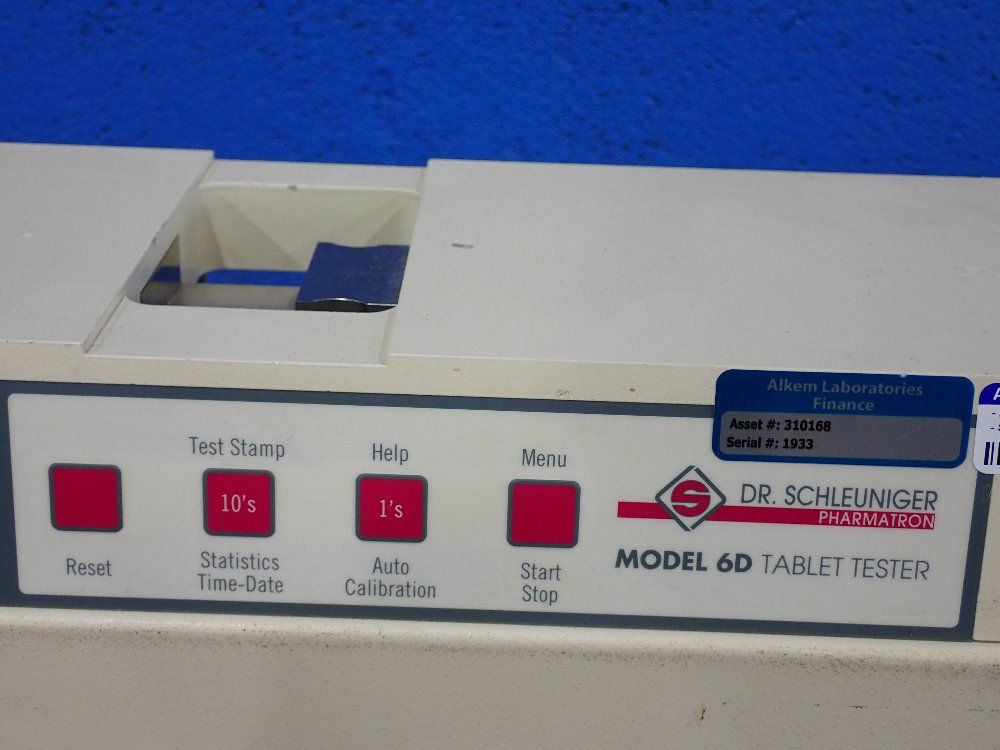 Alkem Laboratories
Finance
Asset #: 310168
Serial #: 1933
Test Stamp
Help
Menu
10's
1's
Reset
Statistics
Time-Date
Auto
Calibration
Start
Stop
S
DR. SCHLEUNIGER
PHARMATRON
MODEL 6D TABLET TESTER